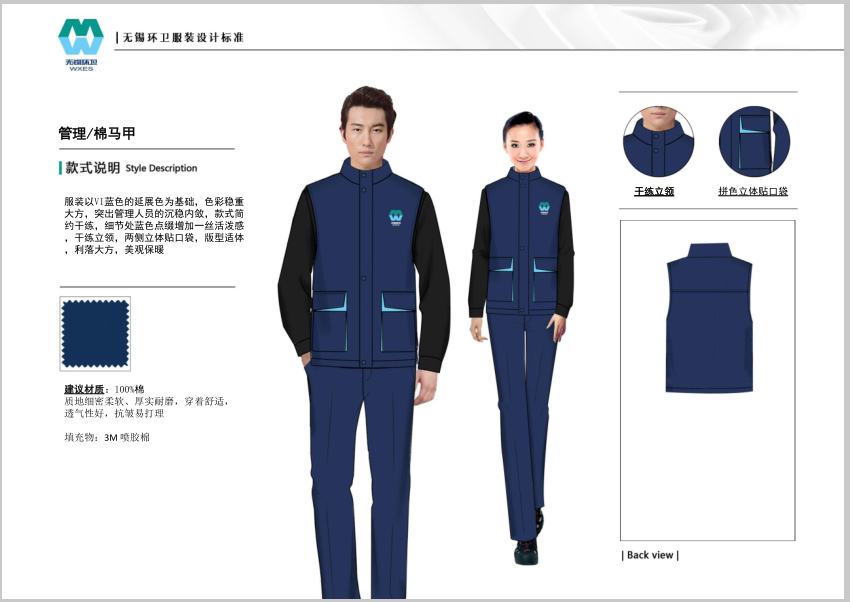 无锡环卫服装设计标准
无锡环卫
WXES
管理/棉马甲
款式说明 Style Description
服装以VI蓝色的延展色为基础，色彩稳重
大方，突出管理人员的沉稳内敛，款式简
约干练，细节处蓝色点缀增加一丝活泼感
，干练立领，两侧立体贴口袋，版型适体
，利落大方，美观保暖
建议材质：100%棉
质地细密柔软、厚实耐磨，穿着舒适，
透气性好，抗皱易打理
填充物：3M 喷胶棉
干练立领
拼色立体贴口袋
| Back view |